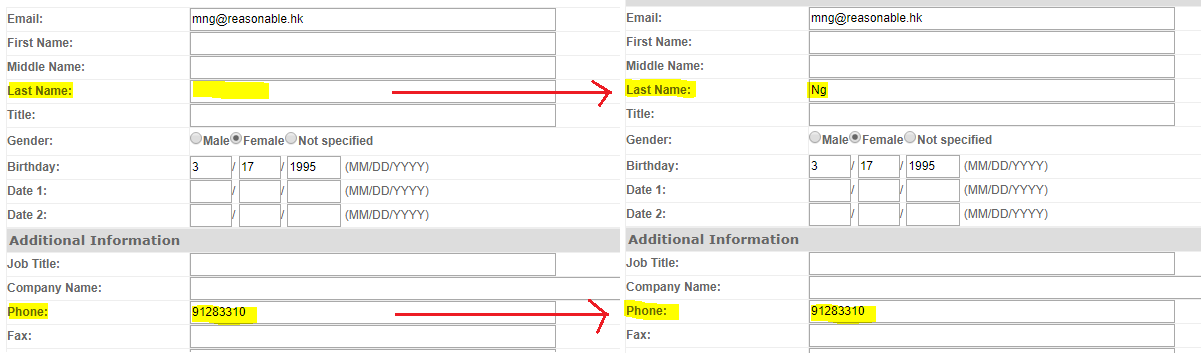 Email: mng@reasonable.hk
First Name:
Middle Name:
Last Name:
Title:
Gender: Male Female Not specified
Birthday: 3 / 17 / 1995 (MM/DD/YYYY)
Date 1: / / (MM/DD/YYYY)
Date 2: / / (MM/DD/YYYY)
Additional Information
Job Title:
Company Name:
Phone: 91283310
Fax:
Email: mng@reasonable.hk
First Name:
Middle Name:
Last Name: Ng
Title:
Gender: Male Female Not specified
Birthday: 3 / 17 / 1995 (MM/DD/YYYY)
Date 1: / / (MM/DD/YYYY)
Date 2: / / (MM/DD/YYYY)
Additional Information
Job Title:
Company Name:
Phone: 91283310
Fax: